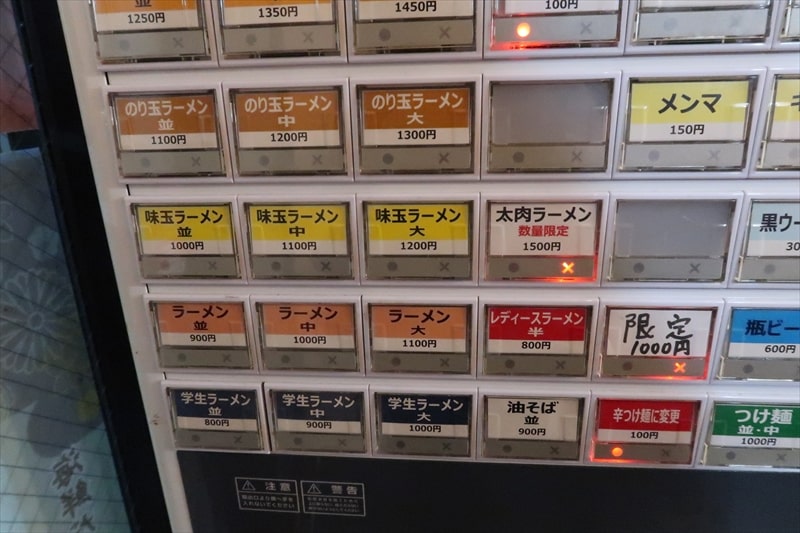 並
1250円
中
1350円
1450円
100円
のり玉ラーメン
並
1100円
のり玉ラーメン
中
1200円
のり玉ラーメン
大
1300円
メンマ
150円
味玉ラーメン
並
1000円
味玉ラーメン
中
1100円
味玉ラーメン
大
1200円
太肉ラーメン
数量限定
1500円
黒ウー
30
ラーメン
並
900円
ラーメン
中
1000円
ラーメン
大
1100円
レディースラーメン
半
800円
限定
1000円
瓶ビー
600円
学生ラーメン
並
800円
学生ラーメン
中
900円
学生ラーメン
大
1000円
油そば
並
900円
辛つけ麺に変更
100円
つけ麺
並・中
1000円
注意
警告